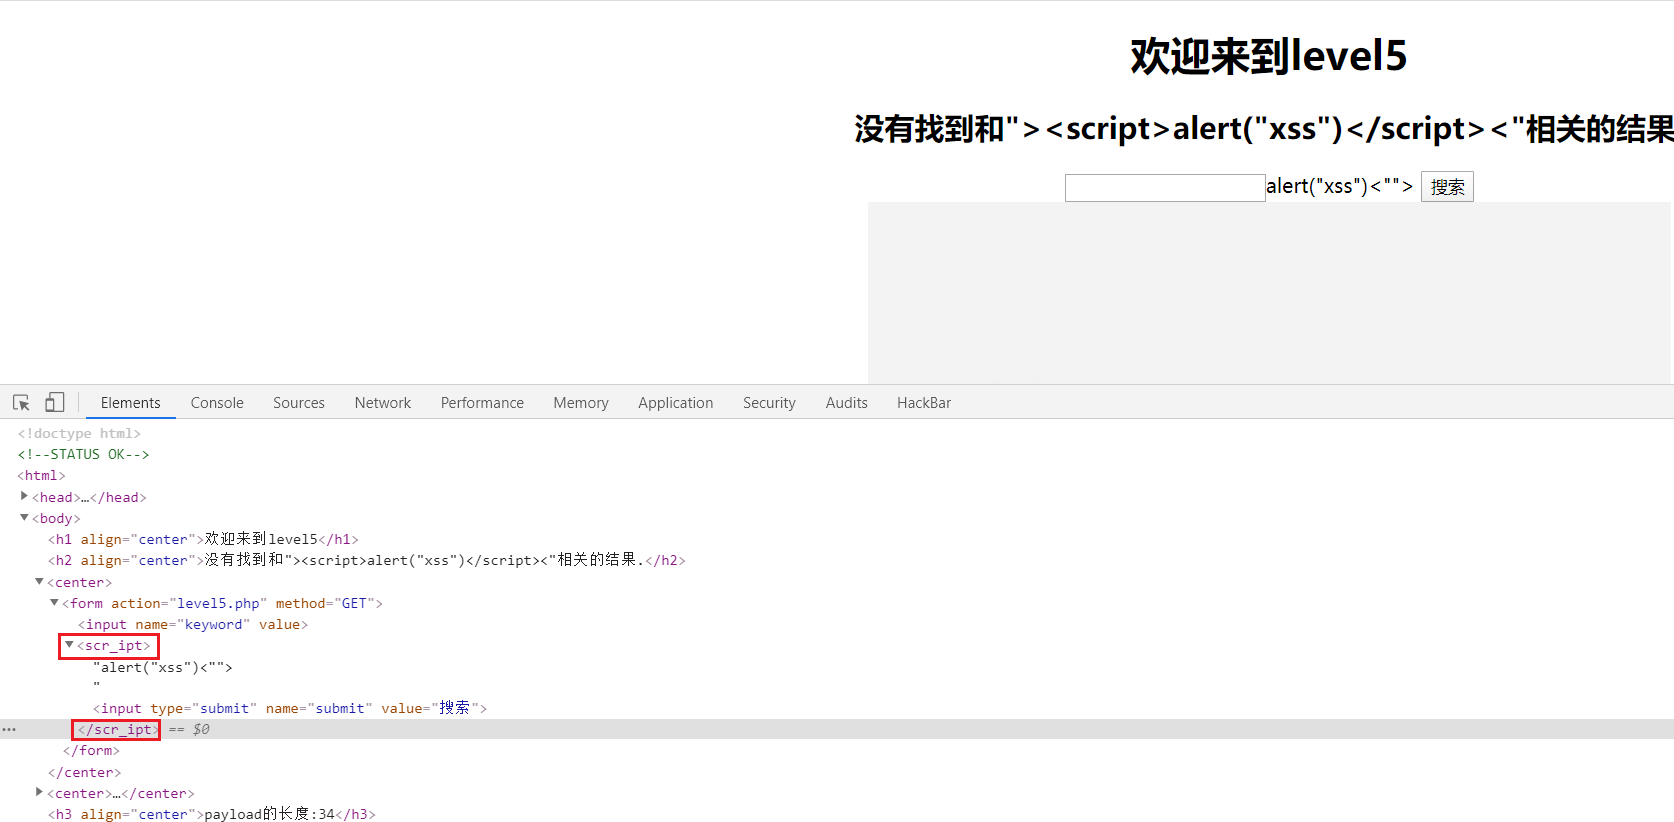 欢迎来到level5
没有找到和"><script>alert("xss")</script><"相关的结果
alert("xss")<""> 搜索
Elements Console Sources Network Performance Memory Application Security Audits HackBar
<!doctype html>
<!--STATUS OK-->
<html>
<head>…</head>
<body>
<h1 align="center">欢迎来到level5</h1>
<h2 align="center">没有找到和"><script>alert("xss")</script><"相关的结果.</h2>
<center>
<form action="level5.php" method="GET">
<input name="keyword" value>
<scr_ipt>
"alert("xss")<"">
"
<input type="submit" name="submit" value="搜索">
</scr_ipt> == $0
</form>
</center>
<center>…</center>
<h3 align="center">payload的长度:34</h3>